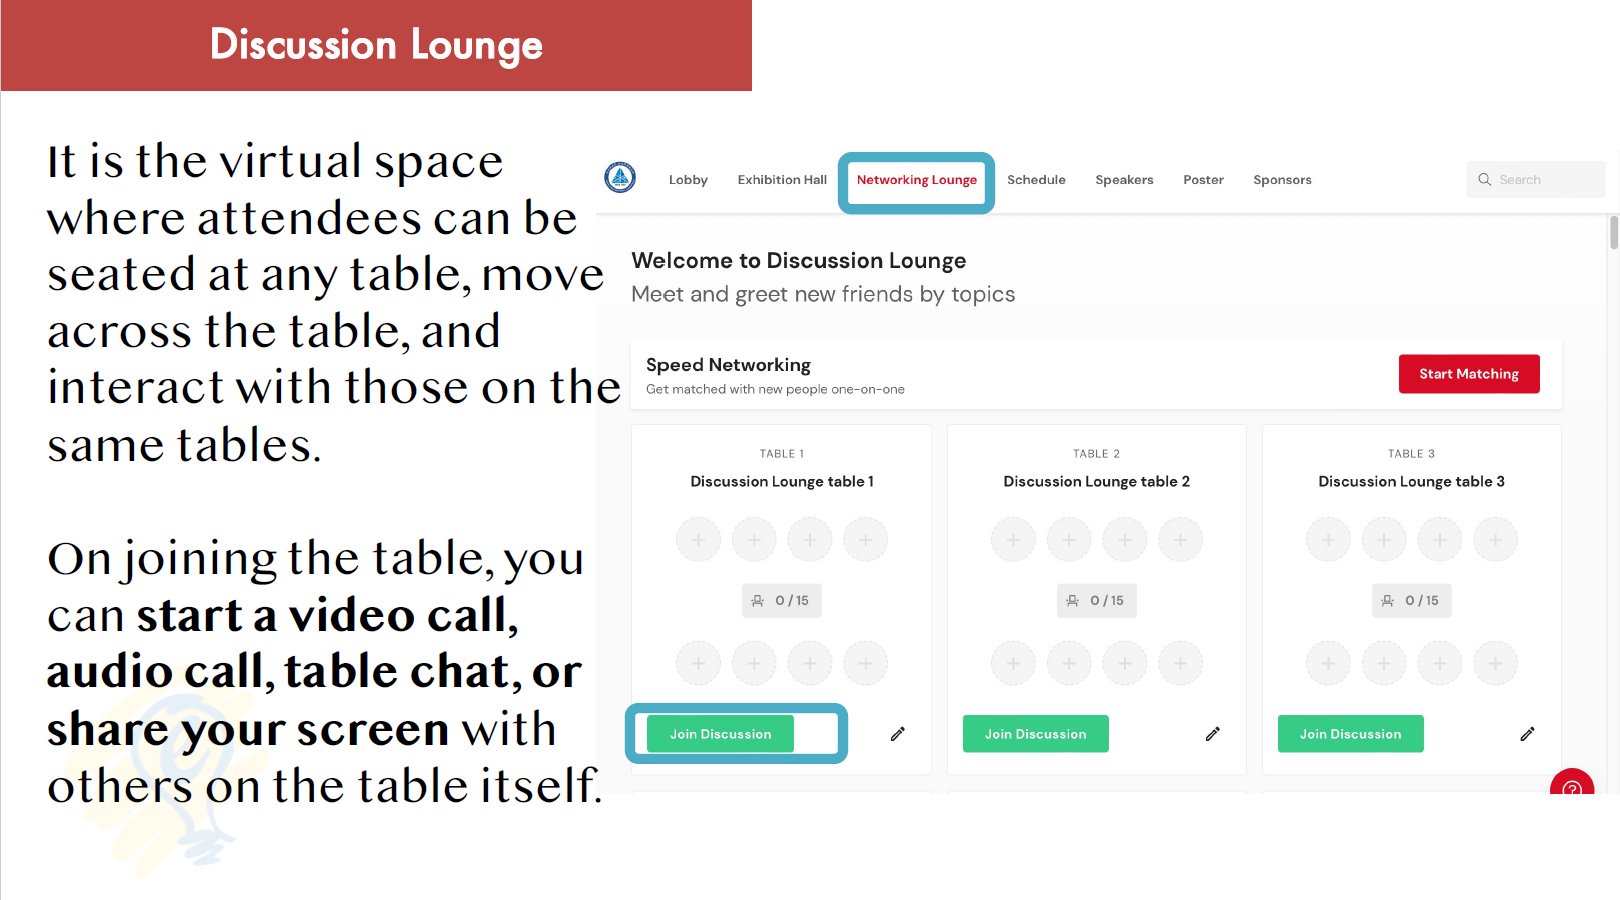 Discussion Lounge
It is the virtual space
where attendees can be
seated at any table, move
across the table, and
interact with those on the
same tables.
On joining the table, you
can start a video call,
audio call, table chat, or
share your screen with
others on the table itself.
Lobby Exhibition Hall Networking Lounge Schedule Speakers Poster Sponsors Search
Welcome to Discussion Lounge
Meet and greet new friends by topics
Speed Networking
Get matched with new people one-on-one
Start Matching
TABLE 1
Discussion Lounge table 1
0 / 15
Join Discussion
TABLE 2
Discussion Lounge table 2
0 / 15
Join Discussion
TABLE 3
Discussion Lounge table 3
0 / 15
Join Discussion